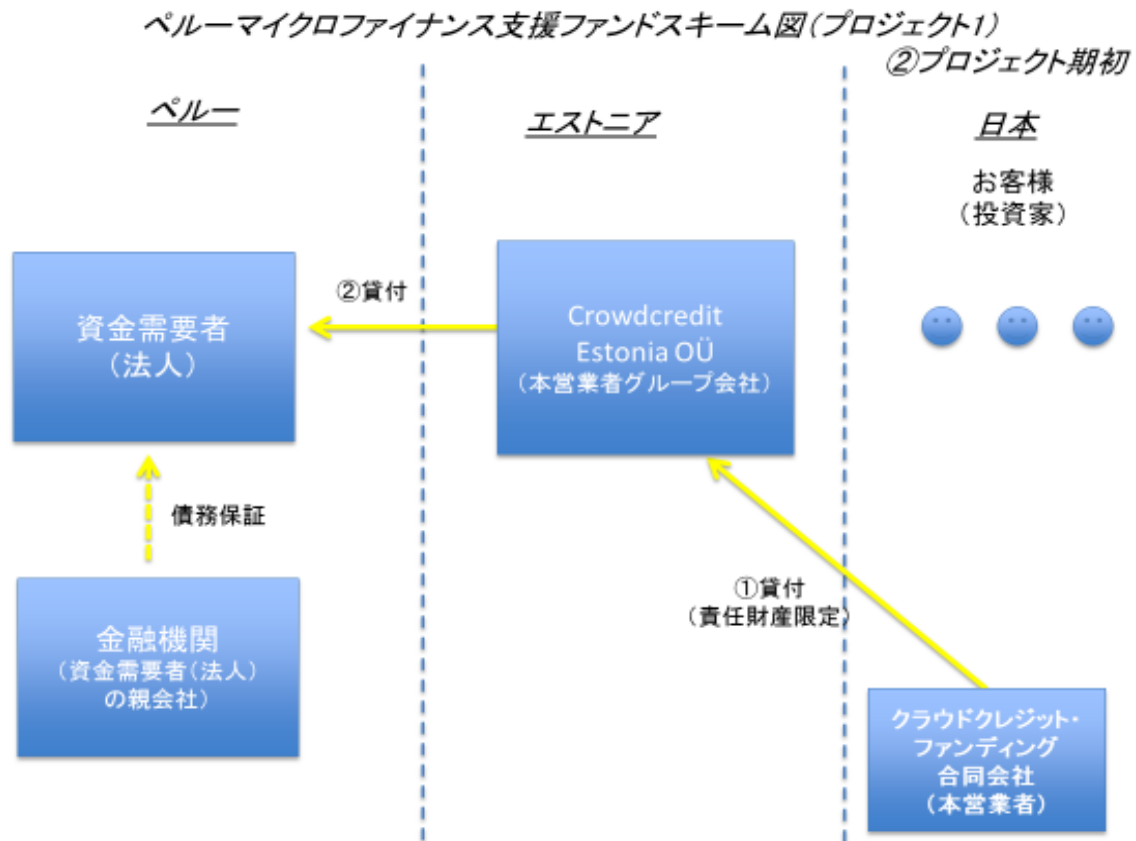 ペルーマイクロファイナンス支援ファンドスキーム図(プロジェクト1)
②プロジェクト期初
ペルー
エストニア
日本
お客様
(投資家)
資金需要者
(法人)
②貸付
Crowdcredit
Estonia OÜ
(本営業者グループ会社)
債務保証
①貸付
(責任財産限定)
金融機関
(資金需要者(法人)
の親会社)
クラウドクレジット・
ファンディング
合同会社
(本営業者)